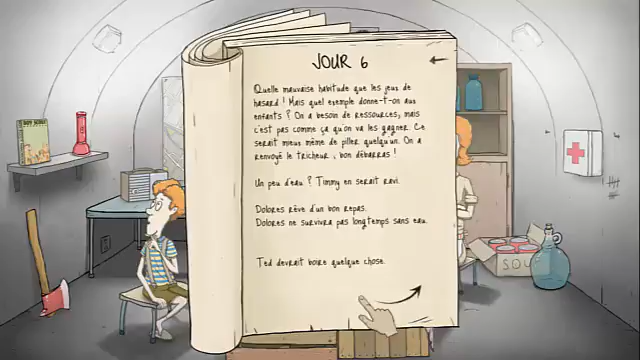 JOUR 6
Quelle mauvaise habitude que les jeux de
hasard ! Mais quel exemple donne-t-on aux
enfants ? On a besoin de ressources, mais
c'est pas comme ça qu'on va les gagner. Ce
serait mieux même de piller quelqu'un. On a
renvoyé le tricheur , bon débarras !
Un peu d'eau ? Timmy en serait ravi.
Dolores rêve d'un bon repas.
Dolores ne survivra pas longtemps sans eau.
Ted devrait boire quelque chose.
SOU